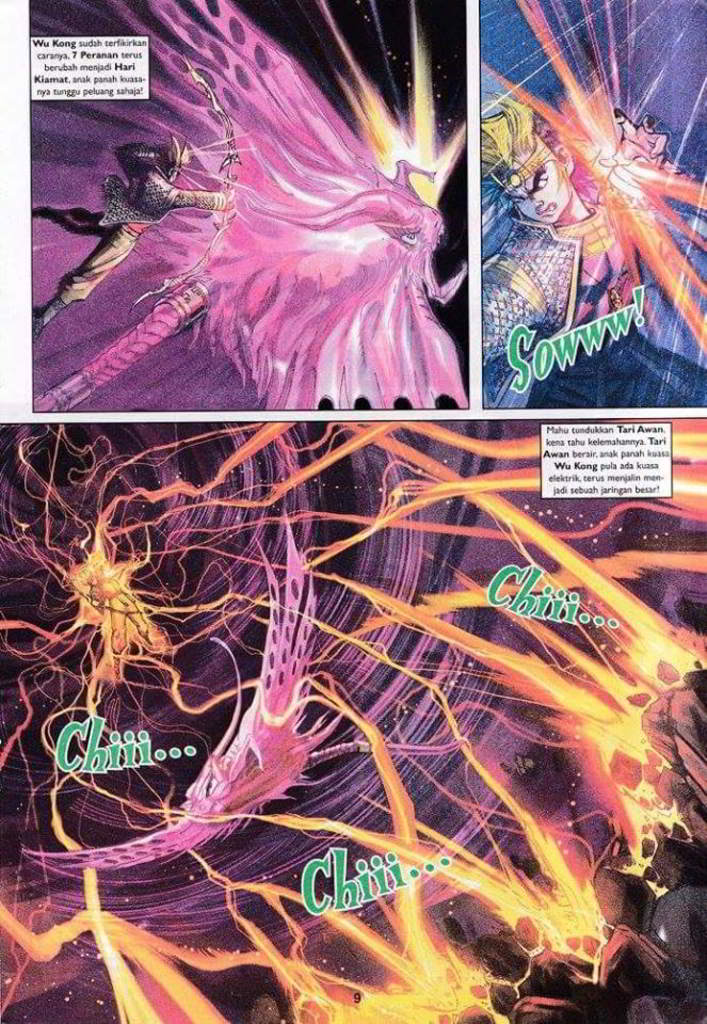 Wu Kong sudah terfikirkan
caranya, 7 Peranan terus
berubah menjadi Hari
Kiamat, anak panah kuasa-
nya tunggu peluang sahaja!
Sowww!
Mahu tundukkan Tari Awan,
kena tahu kelemahannya. Tari
Awan berair, anak panah kuasa
Wu Kong pula ada kuasa
elektrik, terus menjalin men-
jadi sebuah jaringan besar!
Chiii...
Chiii...
Chiii...
9